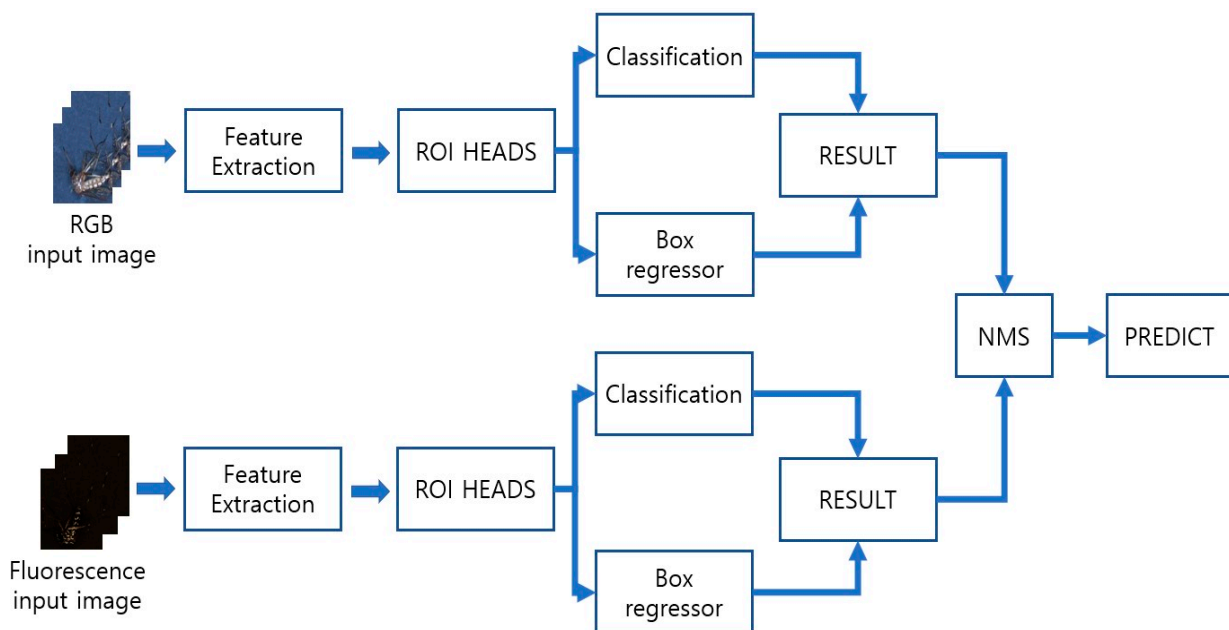 RGB
input image
Feature
Extraction
ROI HEADS
Classification
Box
regressor
RESULT
Fluorescence
input image
Feature
Extraction
ROI HEADS
Classification
Box
regressor
RESULT
NMS
PREDICT